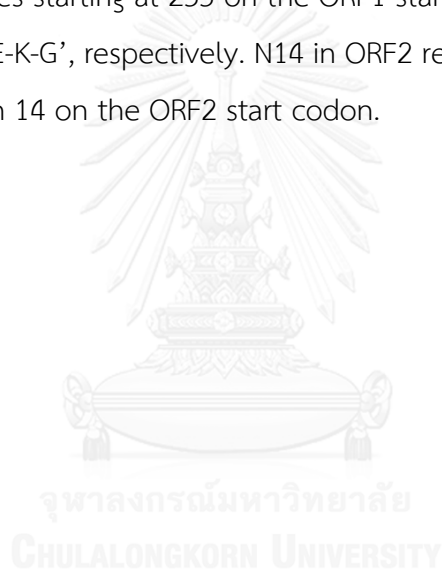 es starting at 255 on the ORF1 star
E-K-G’, respectively. N14 in ORF2 re
n 14 on the ORF2 start codon.
จุฬาลงกรณ์มหาวิทยาลัย
CHULALONGKORN UNIVERSITY